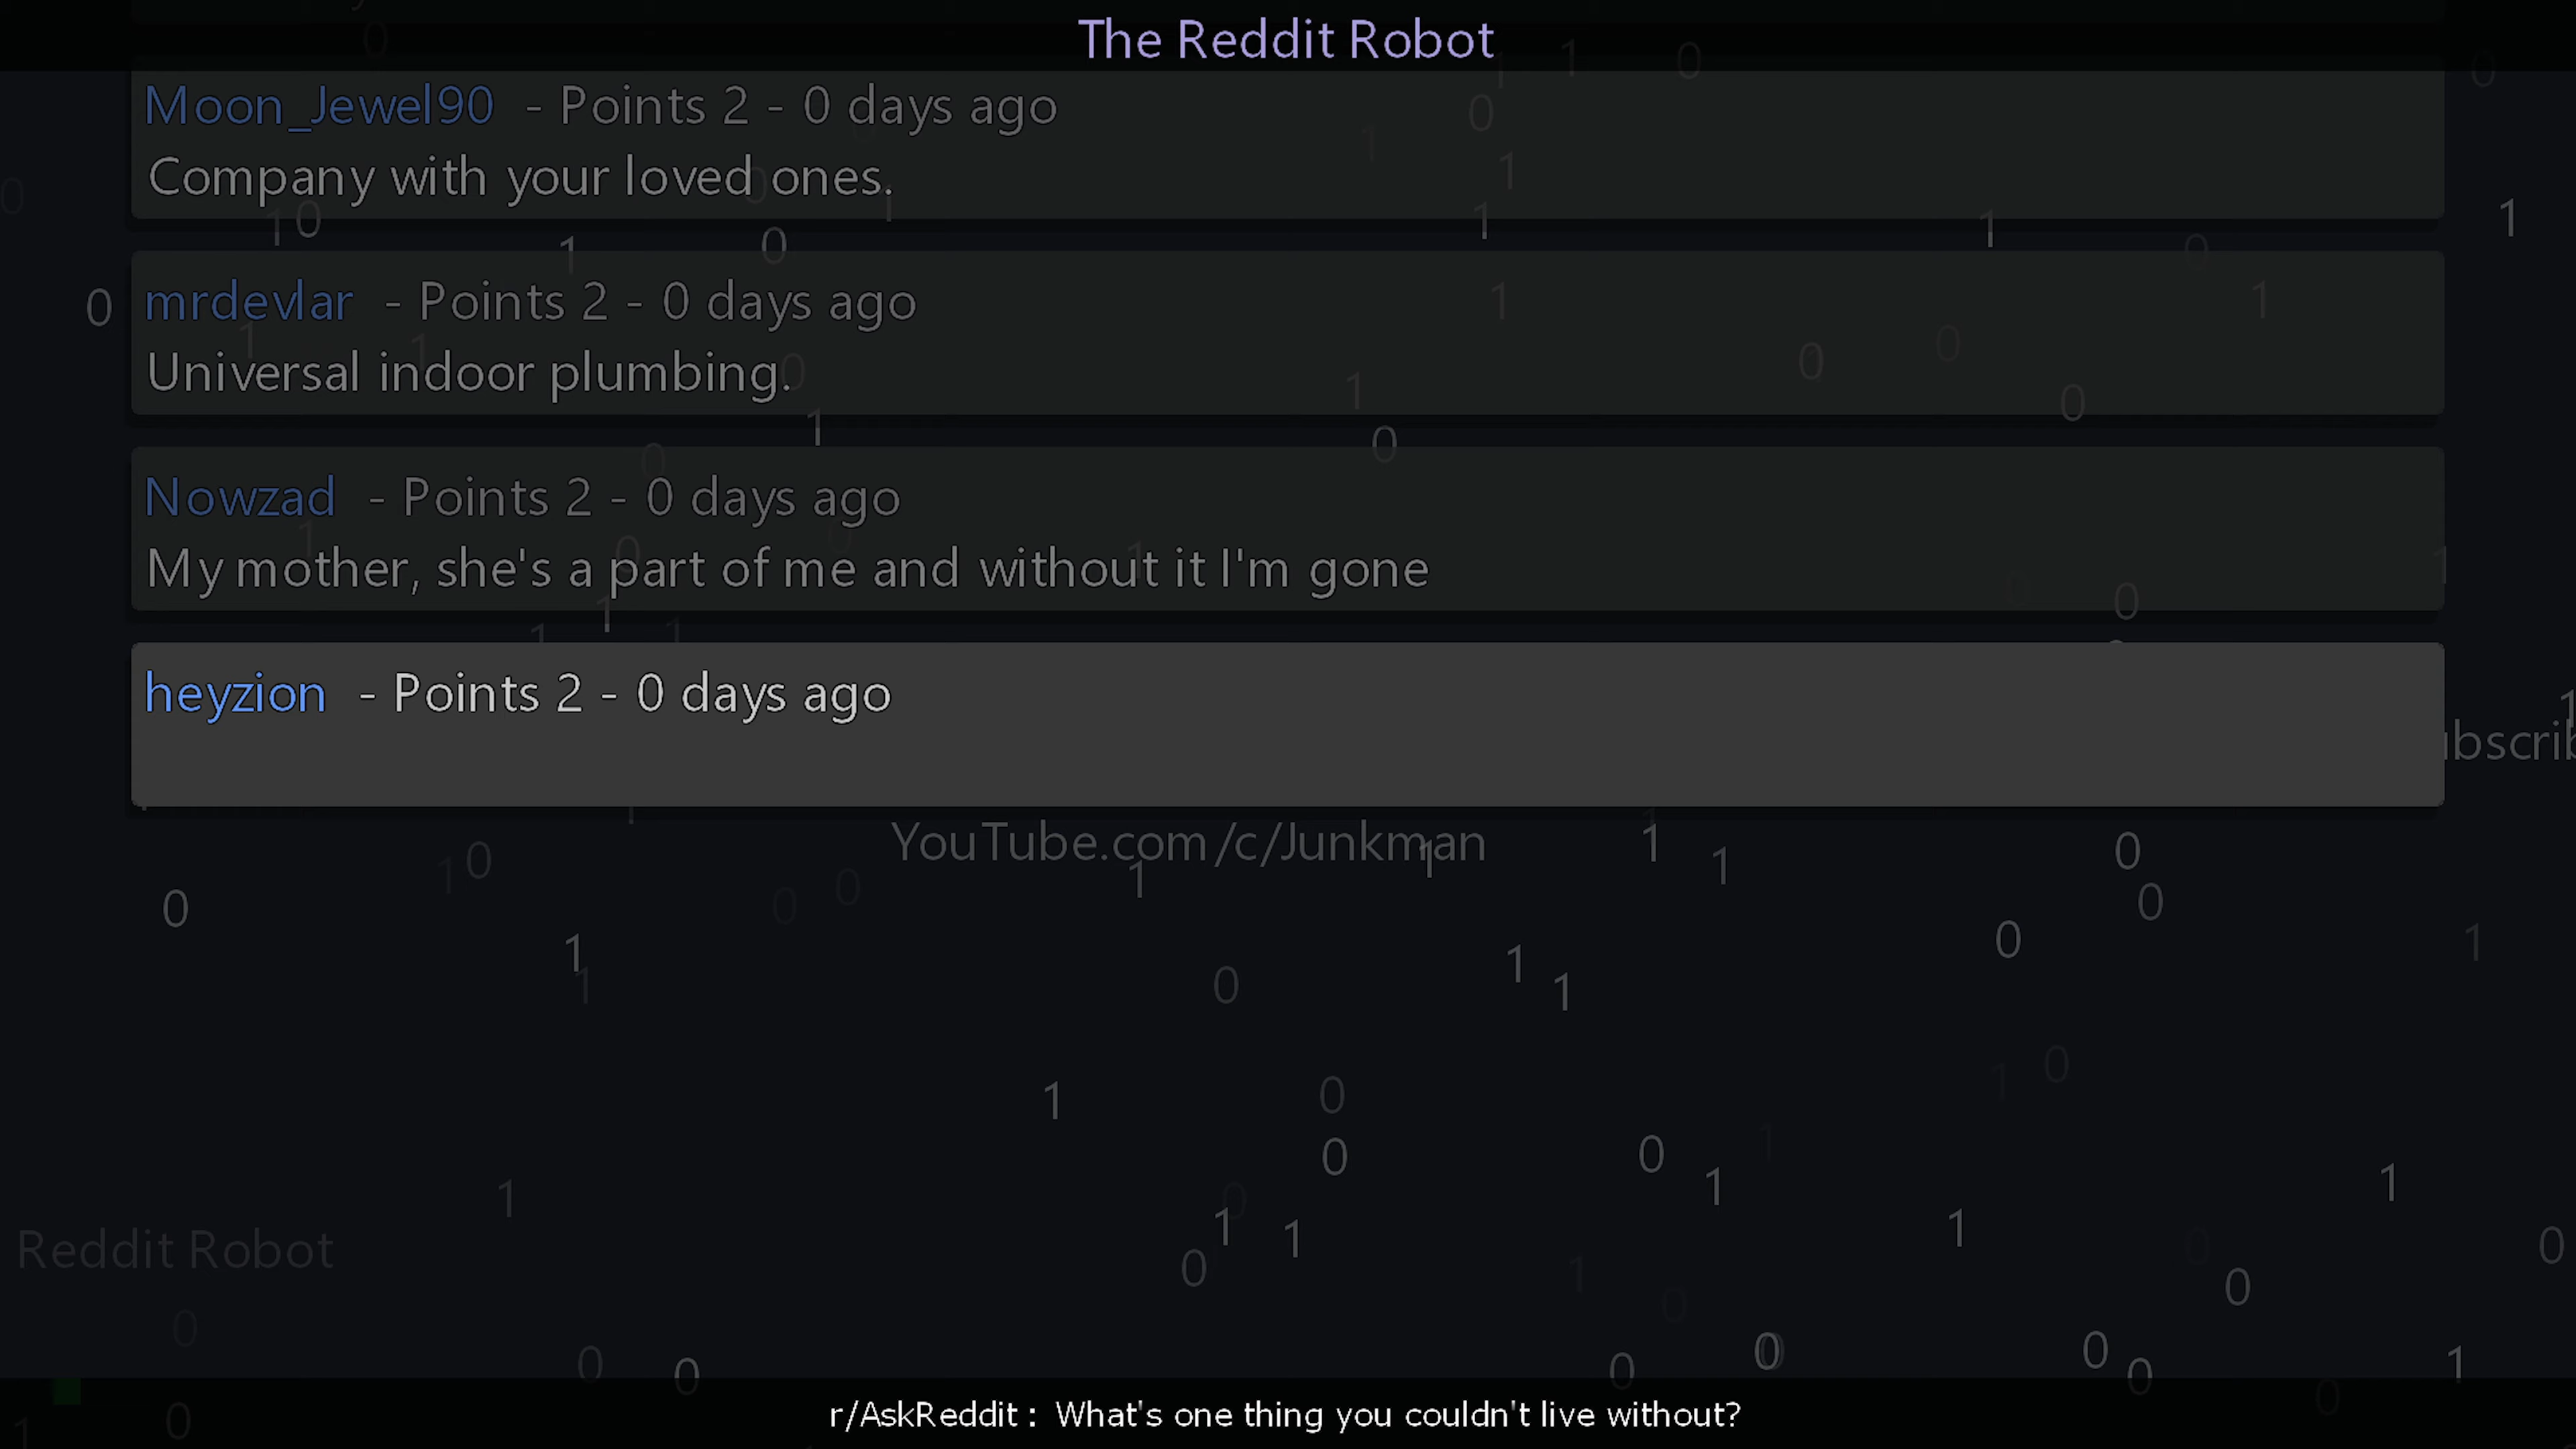 The Reddit Robot
Moon_Jewel90 - Points 2 - 0 days ago
Company with your loved ones.
mrdevlar - Points 2 - 0 days ago
Universal indoor plumbing.
Nowzad - Points 2 - 0 days ago
My mother, she's a part of me and without it I'm gone
heyzion - Points 2 - 0 days ago
YouTube.com/c/Junkman
Reddit Robot
r/AskReddit : What's one thing you couldn't live without?